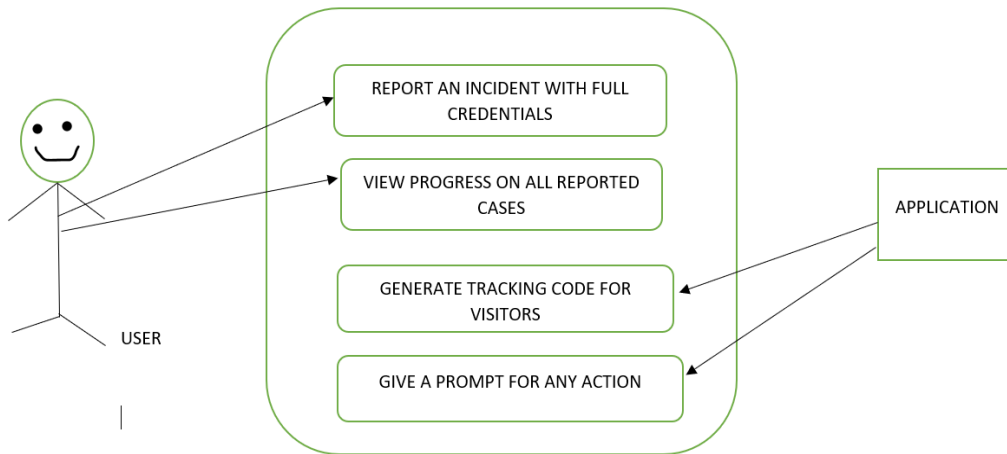 REPORT AN INCIDENT WITH FULL
CREDENTIALS
VIEW PROGRESS ON ALL REPORTED
CASES
APPLICATION
GENERATE TRACKING CODE FOR
VISITORS
USER
GIVE A PROMPT FOR ANY ACTION